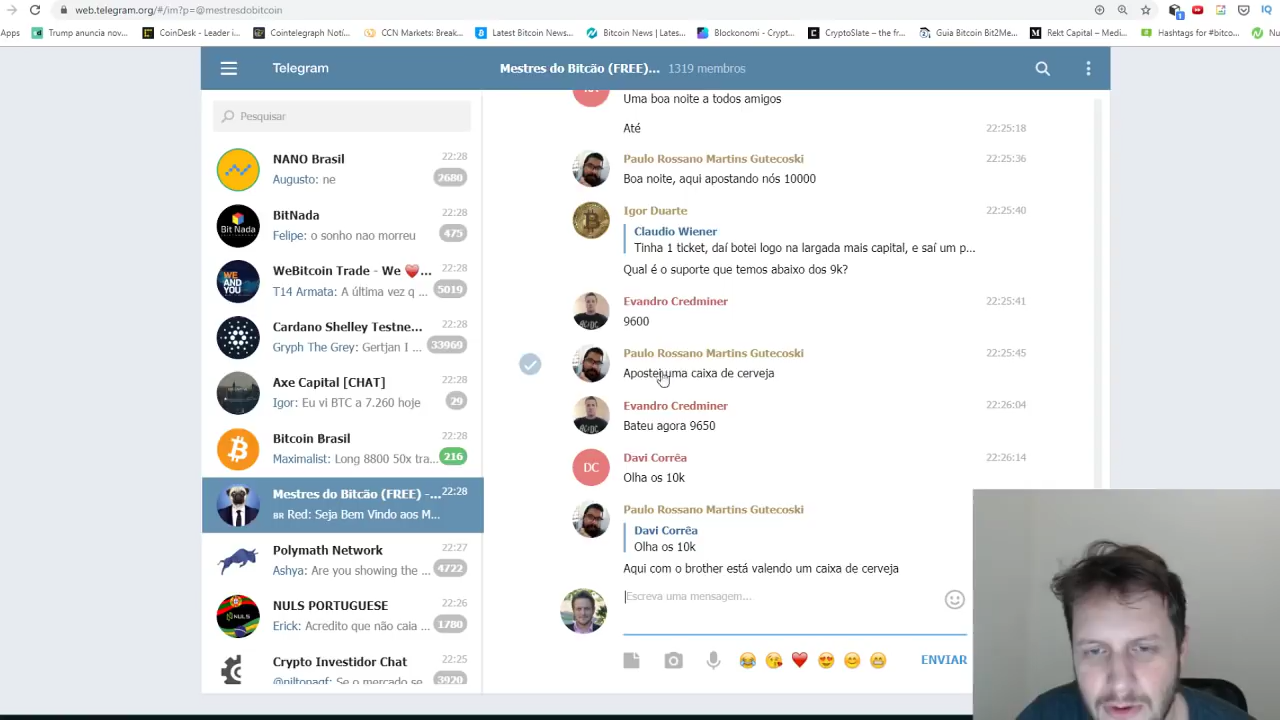 web.telegram.org/#/im?p=@mestresdobitcoin
IQ
Apps
Trump anuncia nov...
CoinDesk - Leader i...
Cointelegraph Notí...
CCN Markets: Break...
Latest Bitcoin News...
Bitcoin News | Lates...
Blockonomi - Crypt...
CryptoSlate – the fr...
Guia Bitcoin Bit2Me...
Rekt Capital – Medi...
Hashtags for #bitco...
Nu
Telegram
Mestres do Bitcão (FREE)... 1319 membros
Pesquisar
NANO Brasil 22:28
Augusto: ne 2680
BitNada 22:28
Felipe: o sonho nao morreu 475
WeBitcoin Trade - We ❤️... 22:28
T14 Armata: A última vez q ... 5019
Cardano Shelley Testne... 22:28
Gryph The Grey: Gertjan I ... 33969
Axe Capital [CHAT] 22:28
Igor: Eu vi BTC a 7.260 hoje 29
Bitcoin Brasil 22:28
Maximalist: Long 8800 50x tra... 216
Mestres do Bitcão (FREE) -... 22:28
BR Red: Seja Bem Vindo aos M...
Polymath Network 22:27
Ashya: Are you showing the ... 4722
NULS PORTUGUESE 22:26
Erick: Acredito que não caia ... 1780
Crypto Investidor Chat 22:25
@niltonagf: Se o mercado se 3920
Uma boa noite a todos amigos
Até 22:25:18
Paulo Rossano Martins Gutecoski 22:25:36
Boa noite, aqui apostando nós 10000
Igor Duarte 22:25:40
Claudio Wiener
Tinha 1 ticket, daí botei logo na largada mais capital, e saí um p...
Qual é o suporte que temos abaixo dos 9k?
Evandro Credminer 22:25:41
9600
Paulo Rossano Martins Gutecoski 22:25:45
Apostei uma caixa de cerveja
Evandro Credminer 22:26:04
Bateu agora 9650
DC
Davi Corrêa 22:26:14
Olha os 10k
Paulo Rossano Martins Gutecoski
Davi Corrêa
Olha os 10k
Aqui com o brother está valendo um caixa de cerveja
Escreva uma mensagem...
ENVIAR